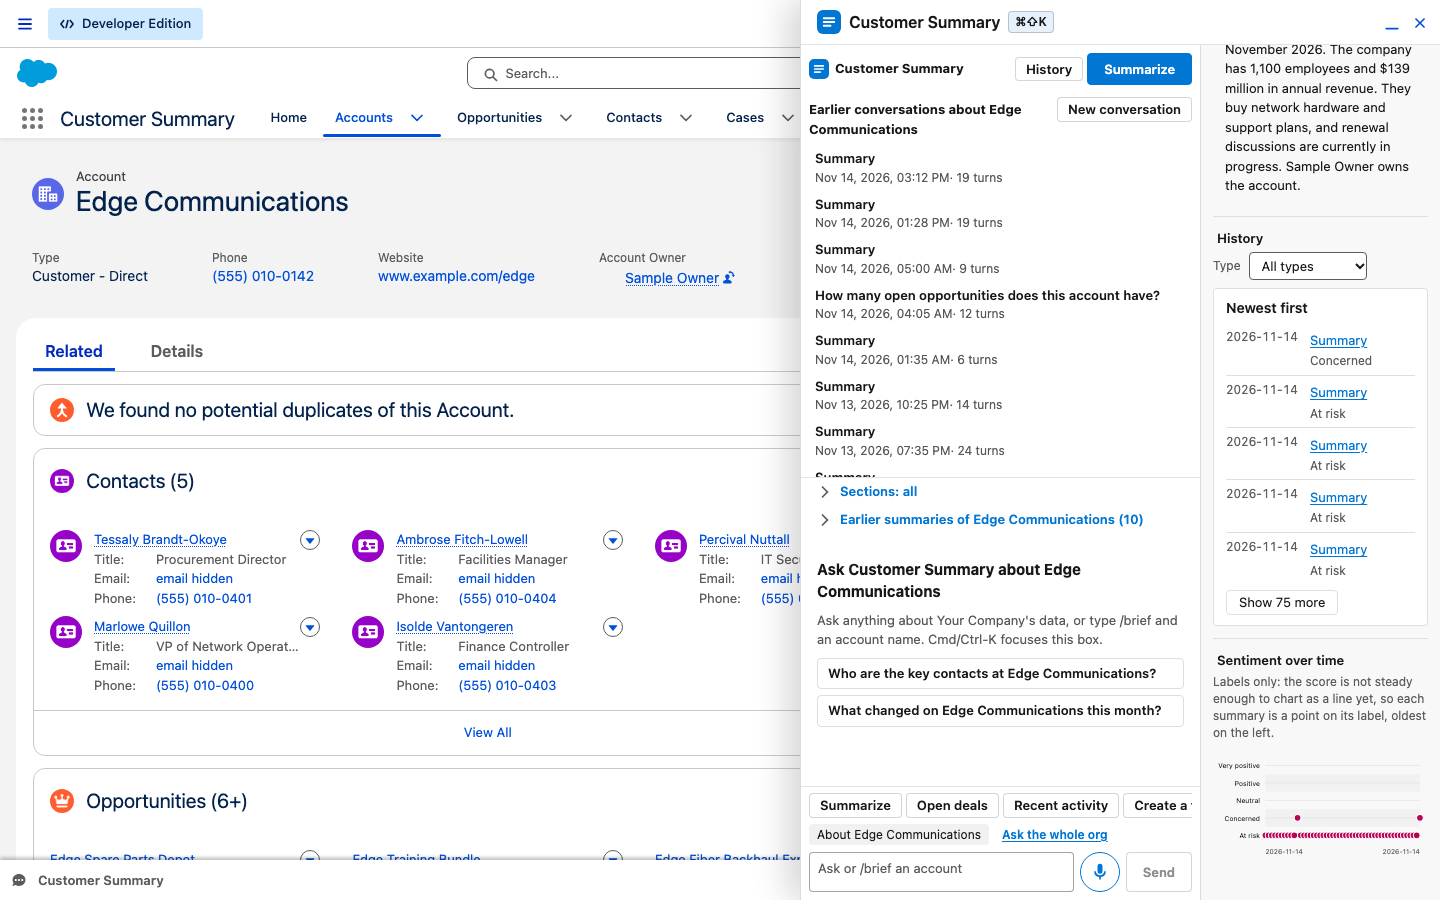 Developer Edition
Search...
Customer Summary
Home
Accounts
Opportunities
Contacts
Cases
Account
Edge Communications
Type
Customer - Direct
Phone
(555) 010-0142
Website
www.example.com/edge
Account Owner
Sample Owner
Related
Details
We found no potential duplicates of this Account.
Contacts (5)
Tessaly Brandt-Okoye
Title: Procurement Director
Email: email hidden
Phone: (555) 010-0401
Ambrose Fitch-Lowell
Title: Facilities Manager
Email: email hidden
Phone: (555) 010-0404
Percival Nuttall
Title: IT
Email: email
Phone: (555)
Marlowe Quillon
Title: VP of Network Operat...
Email: email hidden
Phone: (555) 010-0400
Isolde Vantongeren
Title: Finance Controller
Email: email hidden
Phone: (555) 010-0403
View All
Opportunities (6+)
Edge Spare Parts Depot
Edge Training Bundle
Edge Fiber Backhaul
Customer Summary
Customer Summary
⌘⇧K
Customer Summary
History
Summarize
Earlier conversations about Edge
Communications
New conversation
Summary
Nov 14, 2026, 03:12 PM· 19 turns
Summary
Nov 14, 2026, 01:28 PM· 19 turns
Summary
Nov 14, 2026, 05:00 AM· 9 turns
How many open opportunities does this account have?
Nov 14, 2026, 04:05 AM· 12 turns
Summary
Nov 14, 2026, 01:35 AM· 6 turns
Summary
Nov 13, 2026, 10:25 PM· 14 turns
Summary
Nov 13, 2026, 07:35 PM· 24 turns
Summary
Sections: all
Earlier summaries of Edge Communications (10)
Ask Customer Summary about Edge
Communications
Ask anything about Your Company's data, or type /brief and
an account name. Cmd/Ctrl-K focuses this box.
Who are the key contacts at Edge Communications?
What changed on Edge Communications this month?
Summarize
Open deals
Recent activity
Create a
About Edge Communications
Ask the whole org
Ask or /brief an account
Send
November 2026. The company
has 1,100 employees and $139
million in annual revenue. They
buy network hardware and
support plans, and renewal
discussions are currently in
progress. Sample Owner owns
the account.
History
Type
All types
Newest first
2026-11-14 Summary
Concerned
2026-11-14 Summary
At risk
2026-11-14 Summary
At risk
2026-11-14 Summary
At risk
2026-11-14 Summary
At risk
Show 75 more
Sentiment over time
Labels only: the score is not steady
enough to chart as a line yet, so each
summary is a point on its label, oldest
on the left.
Very positive
Positive
Neutral
Concerned
At risk
2026-11-14
2026-11-14